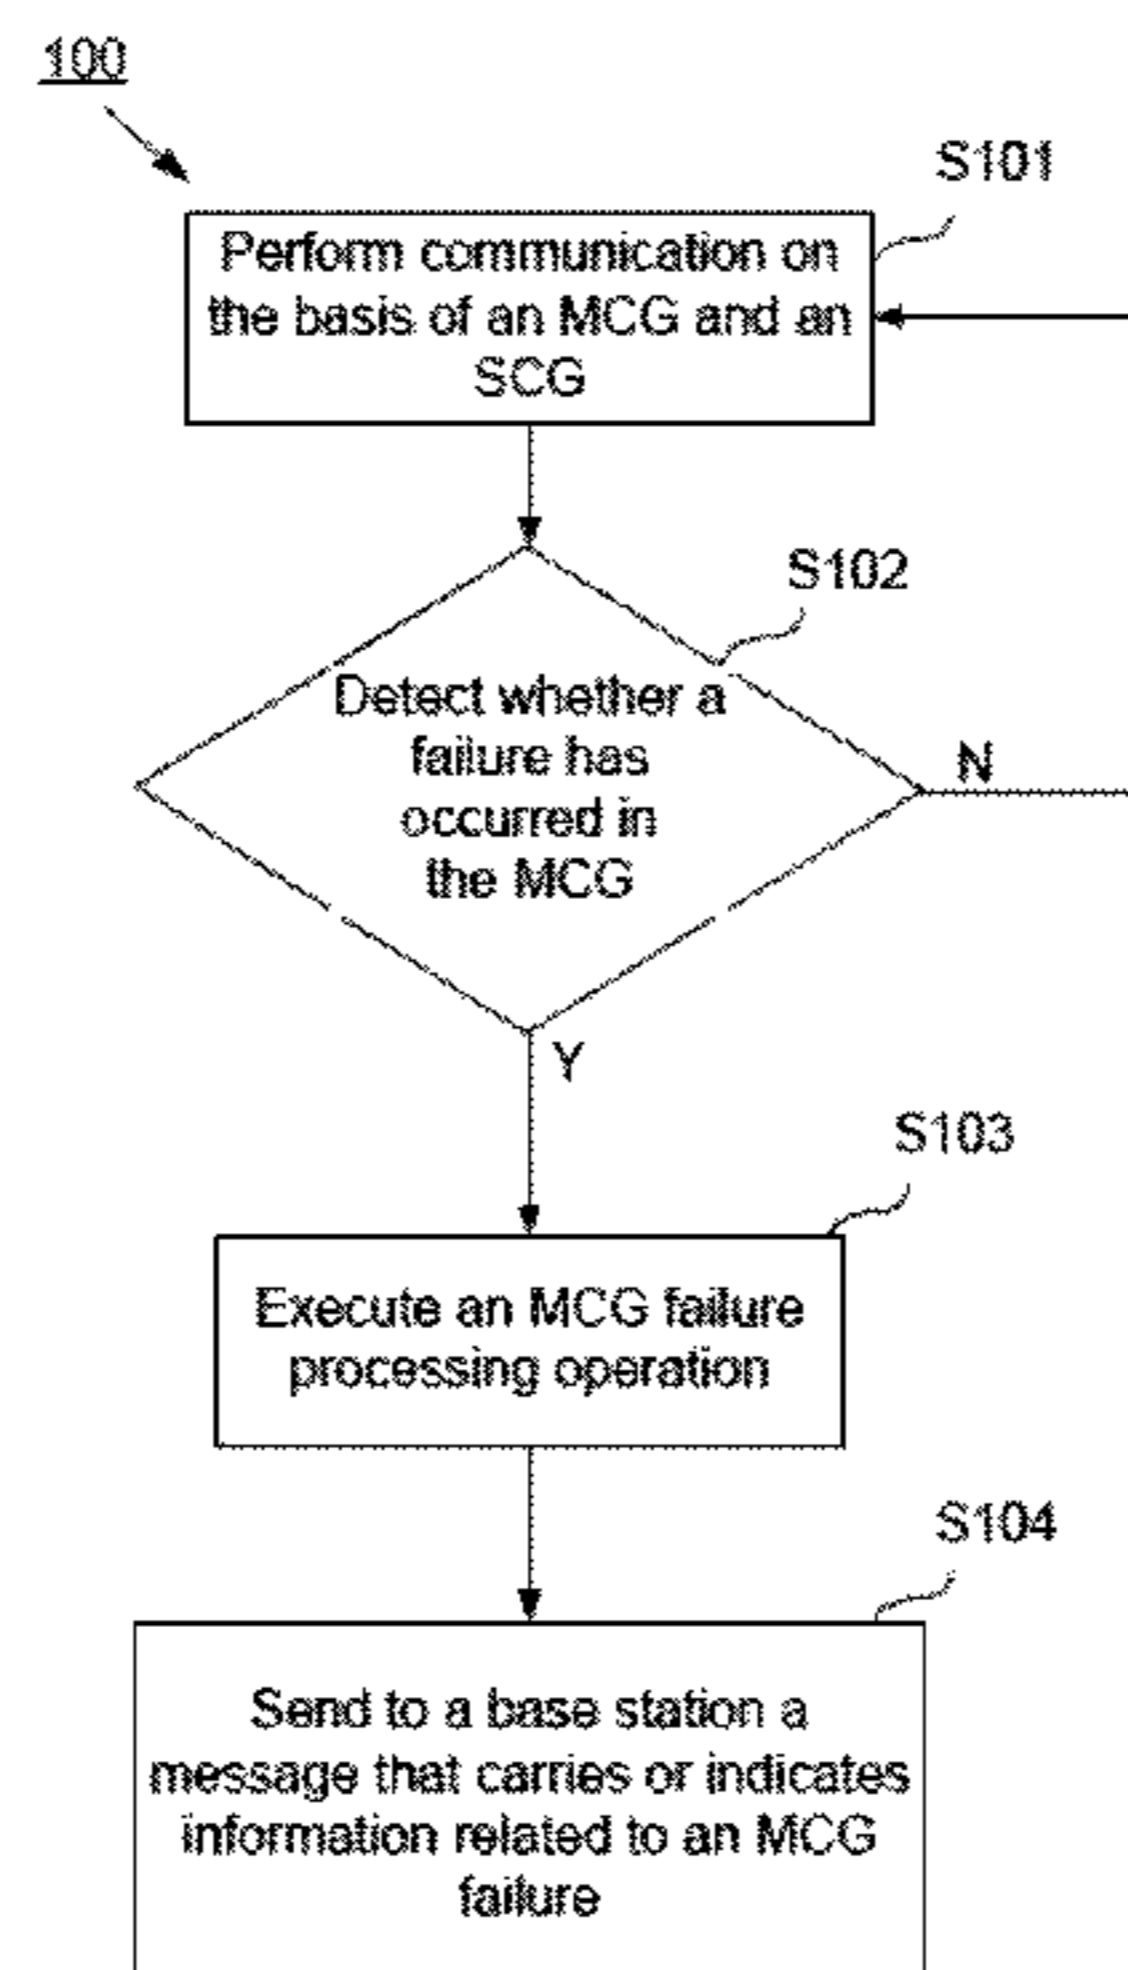 100
S101
Perform communication on
the basis of an MCG and an
SCG
S102
Detect whether a
failure has
occurred in
the MCG
N
Y
S103
Execute an MCG failure
processing operation
S104
Send to a base station a
message that carries or indicates
information related to an MCG
failure